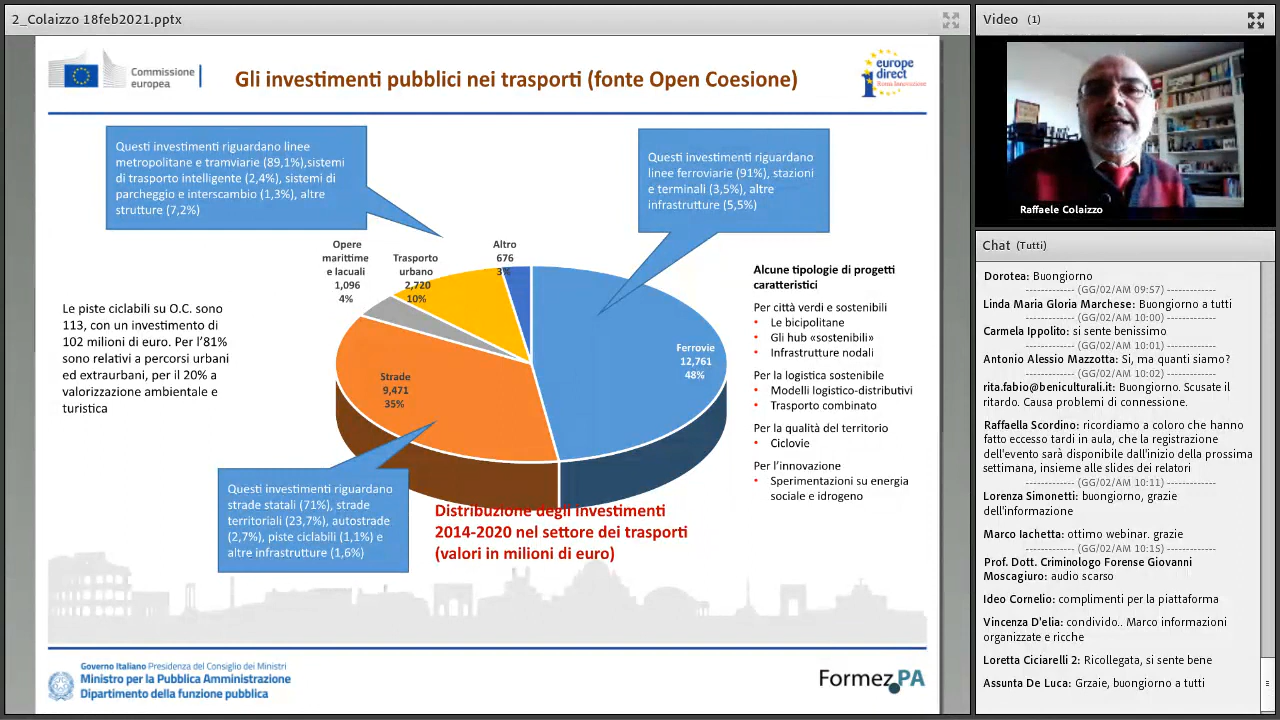 2_Colaizzo 18feb2021.pptx
Commissione
europea
Gli investimenti pubblici nei trasporti (fonte Open Coesione)
europe
direct
Roma Innovazione
Questi investimenti riguardano linee
metropolitane e tramviarie (89,1%),sistemi
di trasporto intelligente (2,4%), sistemi di
parcheggio e interscambio (1,3%), altre
strutture (7,2%)
Questi investimenti riguardano
linee ferroviarie (91%), stazioni
e terminali (3,5%), altre
infrastrutture (5,5%)
Opere
marittime
e lacuali
1,096
4%
Trasporto
urbano
2,720
10%
Altro
676
3%
Ferrovie
12,761
48%
Strade
9,471
35%
Le piste ciclabili su O.C. sono
113, con un investimento di
102 milioni di euro. Per l'81%
sono relativi a percorsi urbani
ed extraurbani, per il 20% a
valorizzazione ambientale e
turistica
Alcune tipologie di progetti
caratteristici
Per città verdi e sostenibili
• Le bicipolitane
• Gli hub «sostenibili»
• Infrastrutture nodali
Per la logistica sostenibile
• Modelli logistico-distributivi
• Trasporto combinato
Per la qualità del territorio
• Ciclovie
Per l'innovazione
• Sperimentazioni su energia
sociale e idrogeno
Questi investimenti riguardano
strade statali (71%), strade
territoriali (23,7%), autostrade
(2,7%), piste ciclabili (1,1%) e
altre infrastrutture (1,6%)
Distribuzione degli investimenti
2014-2020 nel settore dei trasporti
(valori in milioni di euro)
Governo Italiano Presidenza del Consiglio dei Ministri
Ministro per la Pubblica Amministrazione
Dipartimento della funzione pubblica
Formez PA
Video (1)
Raffaele Colaizzo
Chat (Tutti)
Dorotea: Buongiorno
------------ (GG/02/AM 09:57) ------------
Linda Maria Gloria Marchese: Buongiorno a tutti
------------ (GG/02/AM 10:00) ------------
Carmela Ippolito: si sente benissimo
------------ (GG/02/AM 10:01) ------------
Antonio Alessio Mazzotta: Si, ma quanti siamo?
------------ (GG/02/AM 10:02) ------------
rita.fabio@beniculturali.it: Buongiorno. Scusate il
ritardo. Causa problemi di connessione.
Raffaella Scordino: ricordiamo a coloro che hanno
fatto eccesso tardi in aula, che la registrazione
dell'evento sarà disponibile dall'inizio della prossima
settimana, insieme alle slides dei relatori
------------ (GG/02/AM 10:11) ------------
Lorenza Simonetti: buongiorno, grazie
dell'informazione
Marco Iachetta: ottimo webinar. grazie
------------ (GG/02/AM 10:15) ------------
Prof. Dott. Criminologo Forense Giovanni
Moscagiuro: audio scarso
Ideo Cornelio: complimenti per la piattaforma
Vincenza D'elia: condivido.. Marco informazioni
organizzate e ricche
Loretta Ciciarelli 2: Ricollegata, si sente bene
Assunta De Luca: Grzaie, buongiorno a tutti